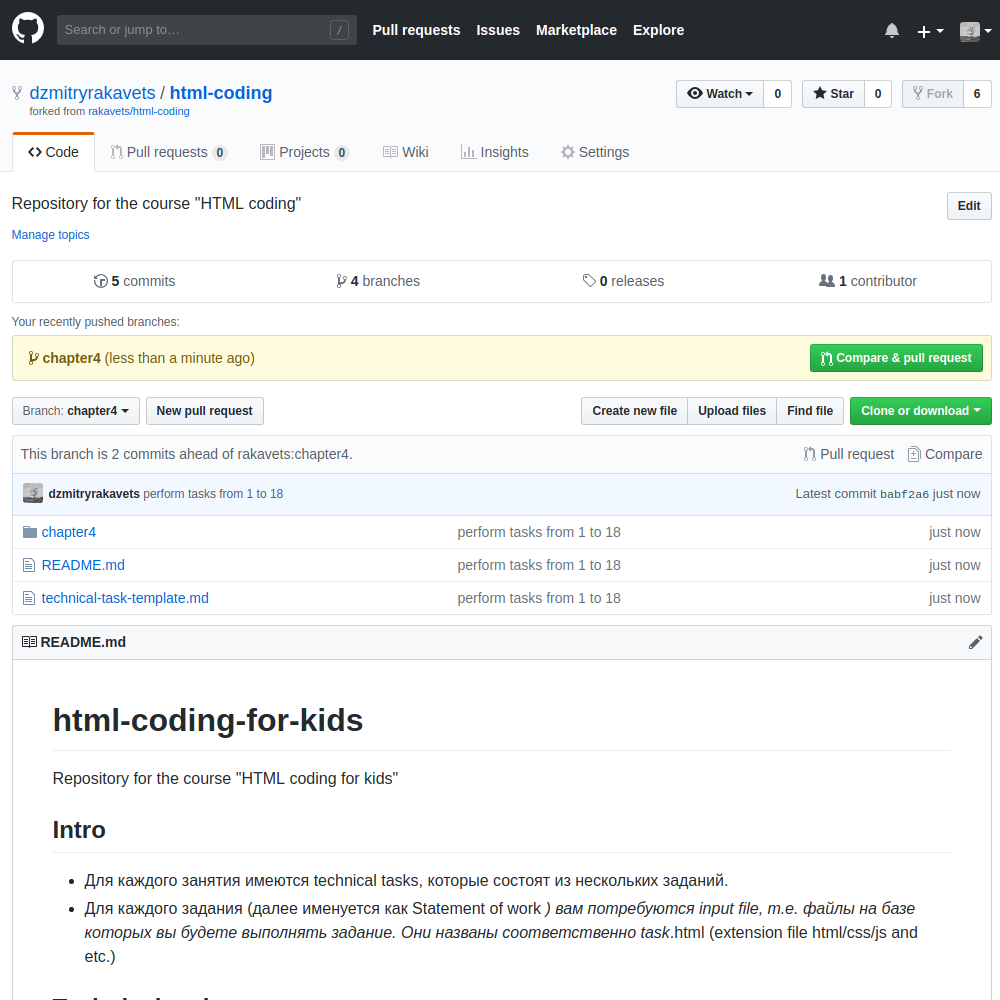 Search or jump to… /
Pull requests Issues Marketplace Explore
dzmitryrakavets / html-coding
Watch 0 Star 0 Fork 6
forked from rakavets/html-coding
Code Pull requests 0 Projects 0 Wiki Insights Settings
Repository for the course "HTML coding"
Edit
Manage topics
5 commits 4 branches 0 releases 1 contributor
Your recently pushed branches:
chapter4 (less than a minute ago) Compare & pull request
Branch: chapter4 New pull request Create new file Upload files Find file Clone or download
This branch is 2 commits ahead of rakavets:chapter4. Pull request Compare
dzmitryrakavets perform tasks from 1 to 18 Latest commit babf2a6 just now
chapter4 perform tasks from 1 to 18 just now
README.md perform tasks from 1 to 18 just now
technical-task-template.md perform tasks from 1 to 18 just now
README.md
html-coding-for-kids
Repository for the course "HTML coding for kids"
Intro
• Для каждого занятия имеются technical tasks, которые состоят из нескольких заданий.
• Для каждого задания (далее именуется как Statement of work ) вам потребуются input file, т.е. файлы на базе
которых вы будете выполнять задание. Они названы соответственно task.html (extension file html/css/js and
etc.)